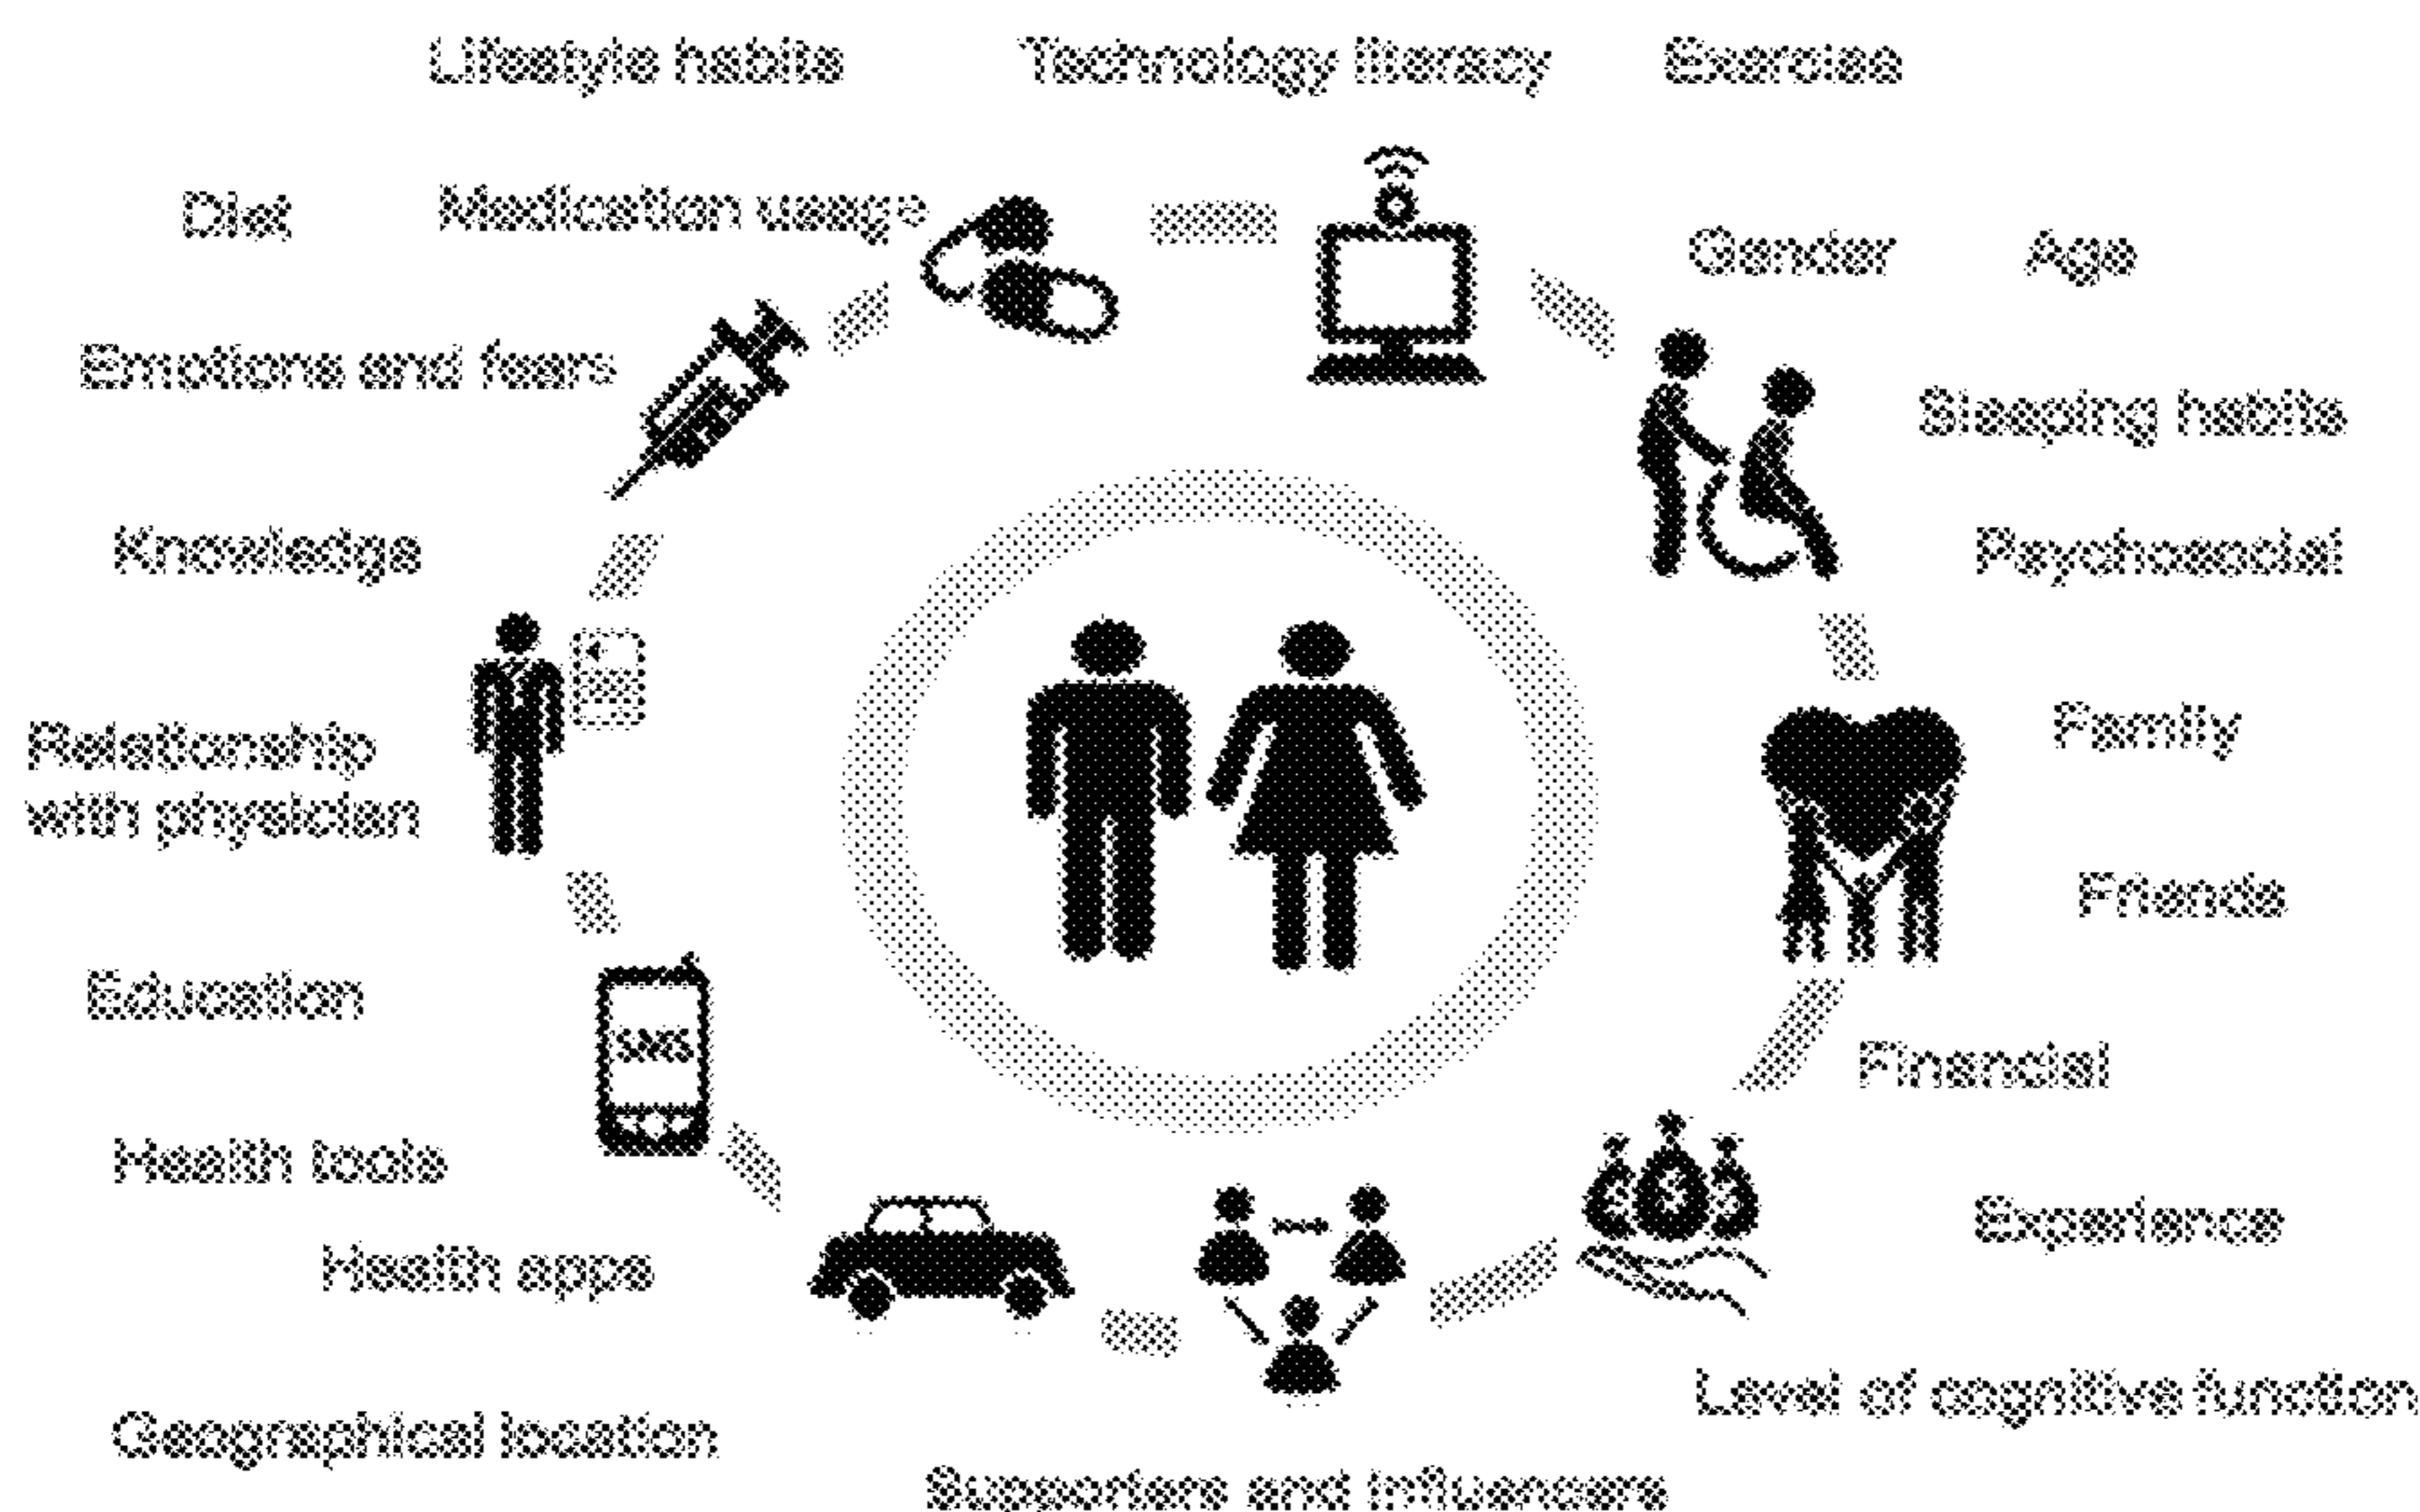 Lifestyle habits
Technology literacy
Exercise
Diet
Medication usage
Gender
Age
Emotions and fears
Sleeping habits
Knowledge
Psychosocial
Relationship
with physician
Family
Friends
Education
SMS
Financial
Health tools
Experience
Health apps
Level of cognitive function
Geographical location
Supporters and influencers